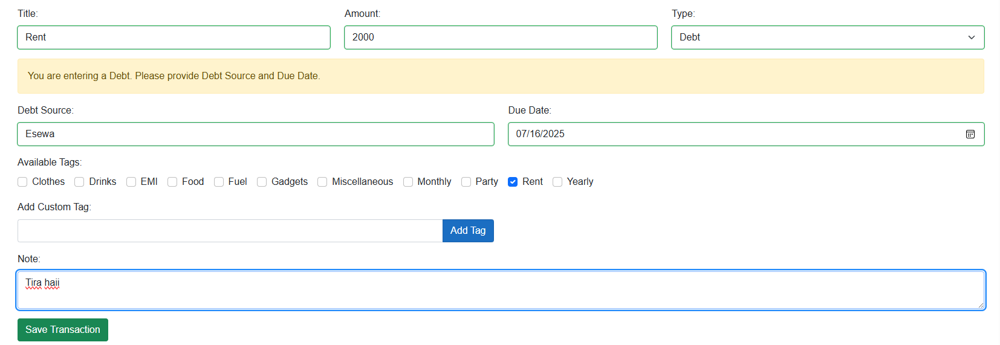 Title: Amount: Type:
Rent 2000 Debt
You are entering a Debt. Please provide Debt Source and Due Date.
Debt Source: Due Date:
Esewa 07/16/2025
Available Tags:
Clothes Drinks EMI Food Fuel Gadgets Miscellaneous Monthly Party Rent Yearly
Add Custom Tag:
Add Tag
Note:
Tira haii
Save Transaction